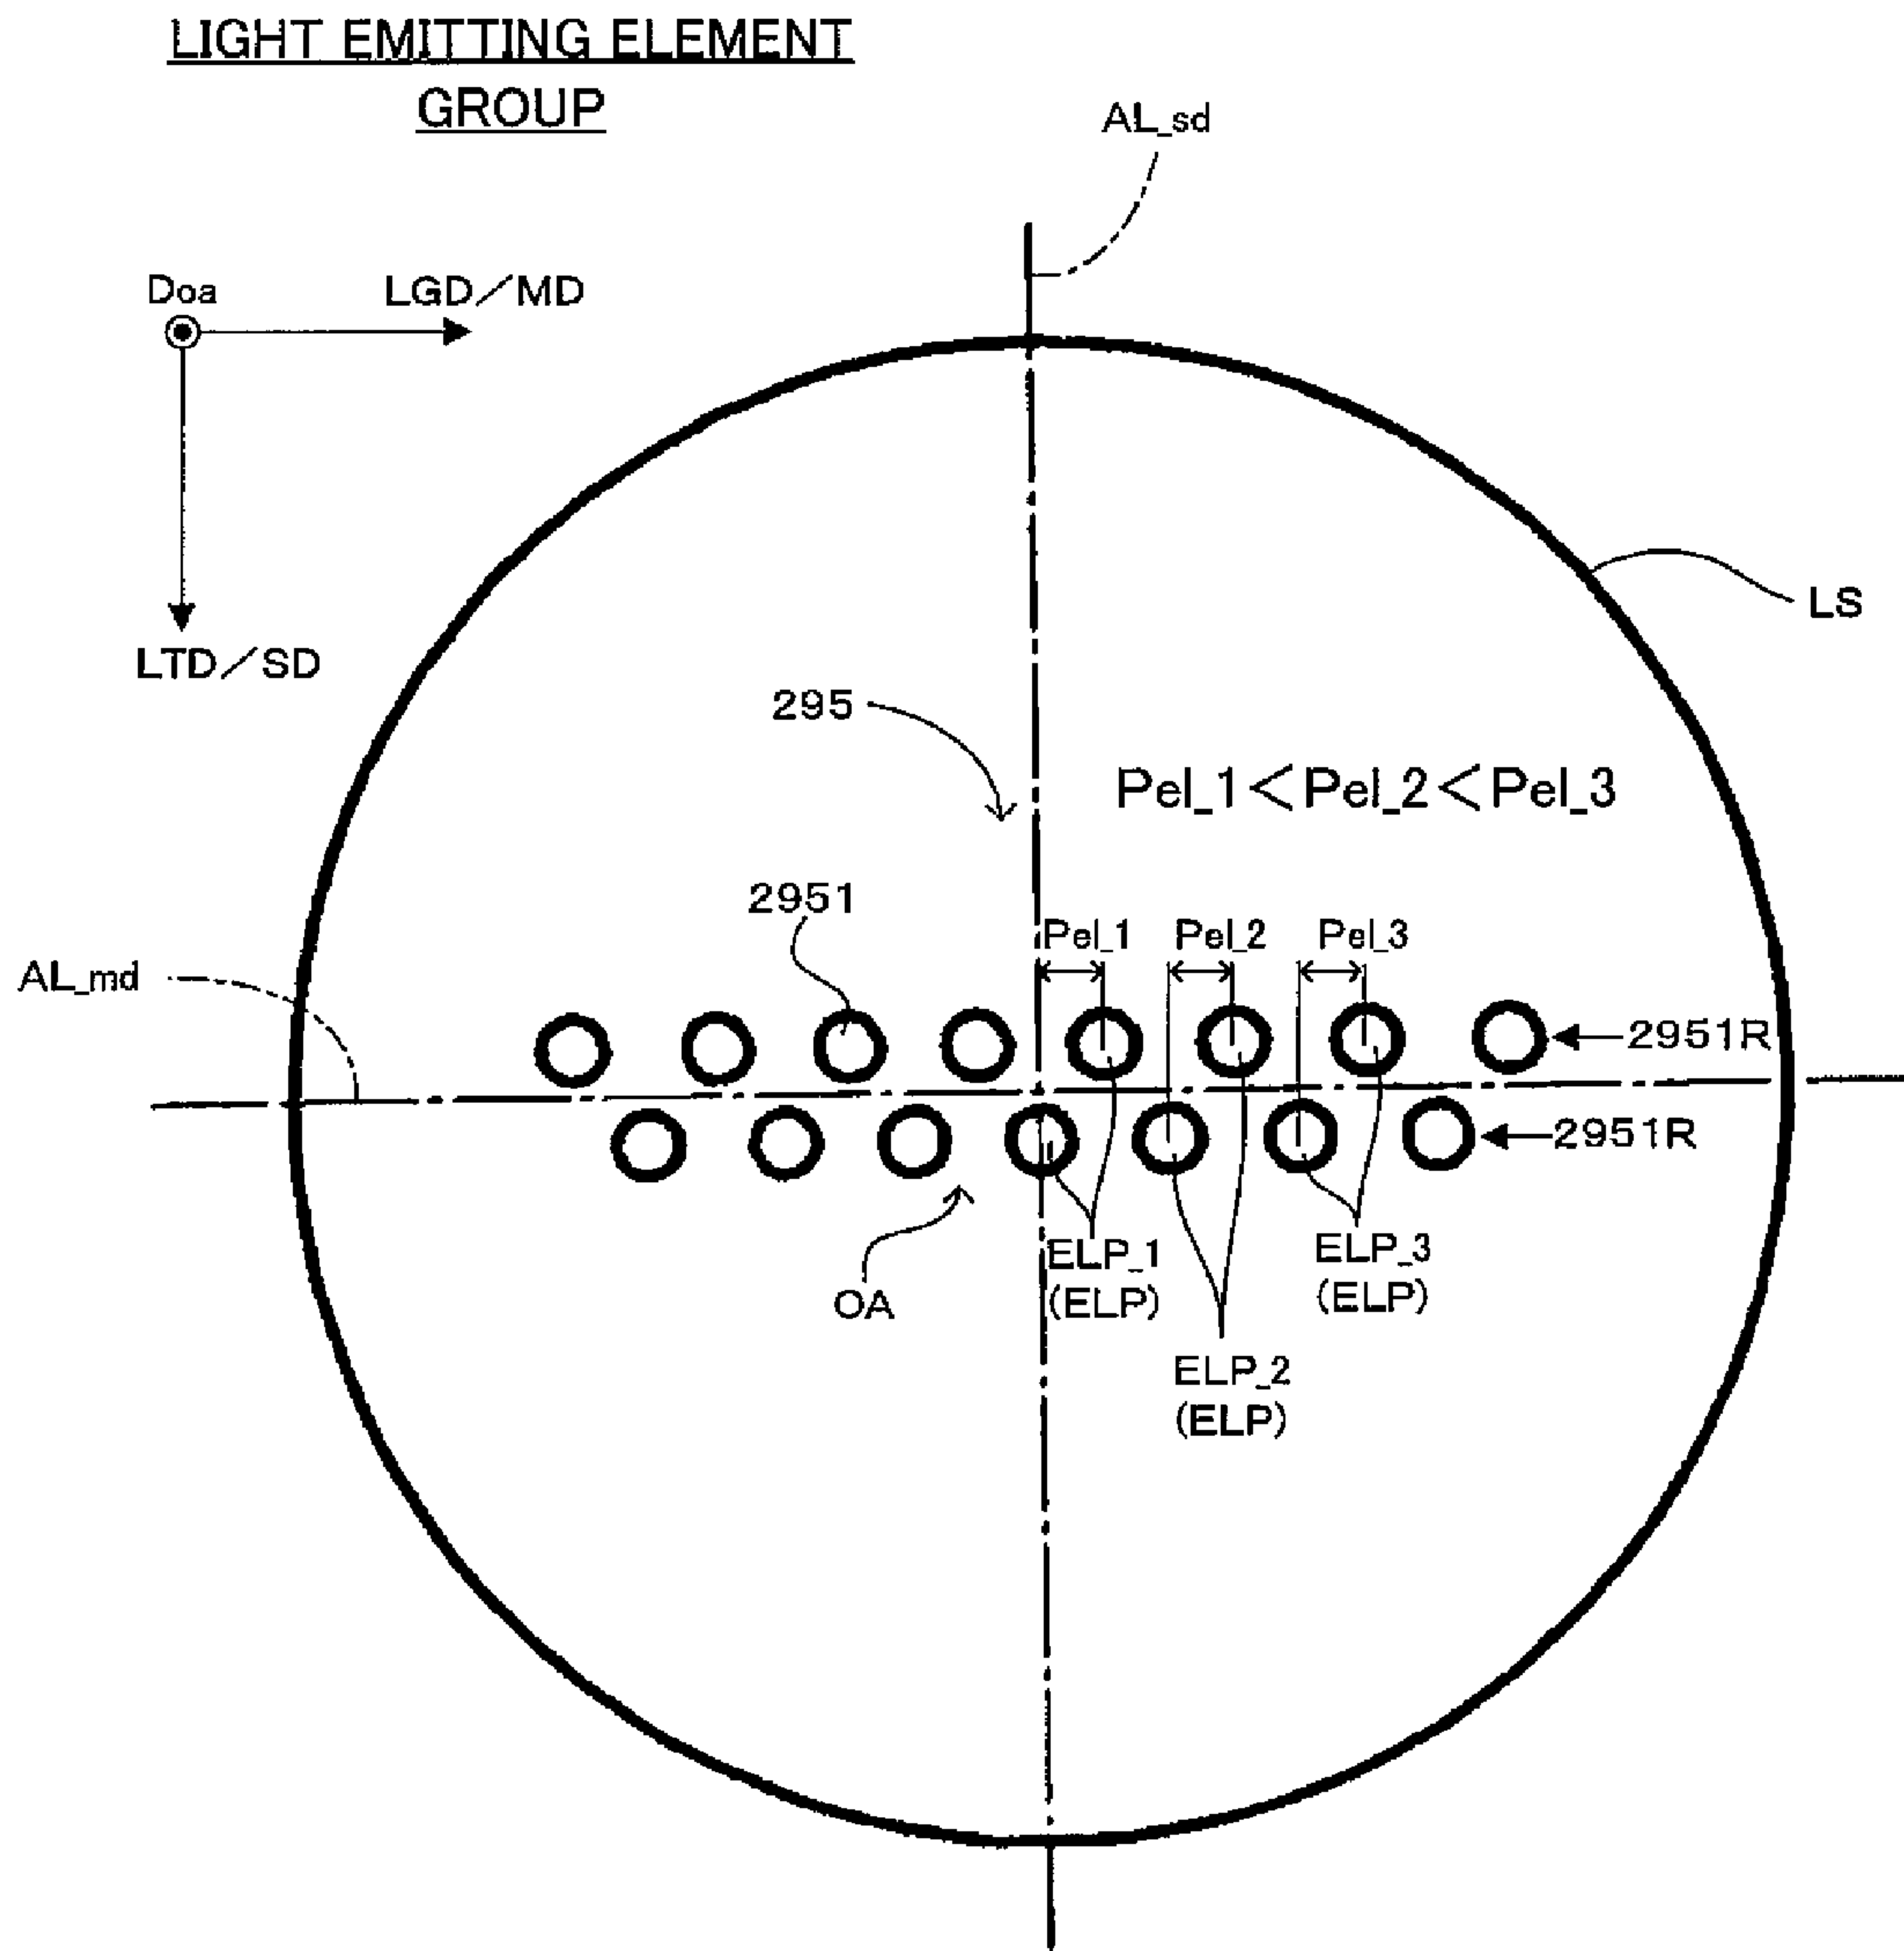 LIGHT EMITTING ELEMENT
GROUP
AL_sd
Doa
LGD/MD
LTD/SD
LS
295
Pel_1<Pel_2<Pel_3
2951
Pel_1
Pel_2
Pel_3
AL_md
2951R
2951R
ELP_1
(ELP)
ELP_3
(ELP)
OA
ELP_2
(ELP)